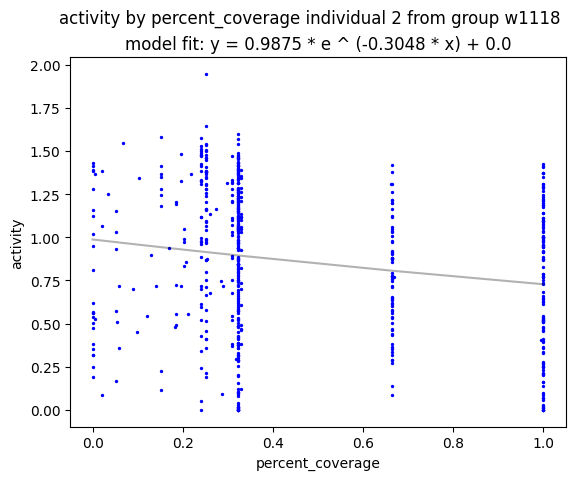 activity by percent_coverage individual 2 from group w1118
model fit: y = 0.9875 * e ^ (-0.3048 * x) + 0.0
2.00
1.75
1.50
1.25
1.00
0.75
0.50
0.25
0.00
activity
0.0 0.2 0.4 0.6 0.8 1.0
percent_coverage